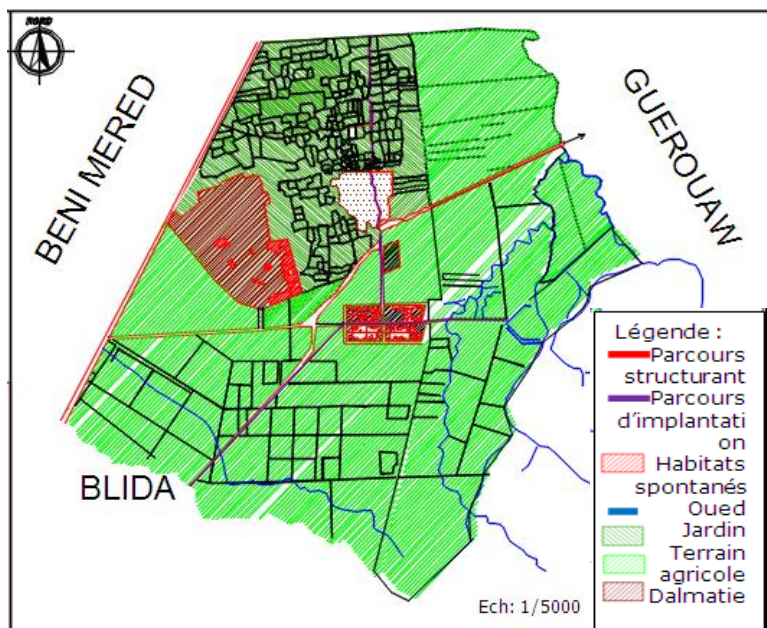 NORD
BENI MERED
GUEROUAW
BLIDA
Ech: 1/5000
Légende :
Parcours
structurant
Parcours
d'implantati
on
Habitats
spontanés
Oued
Jardin
Terrain
agricole
Dalmatie